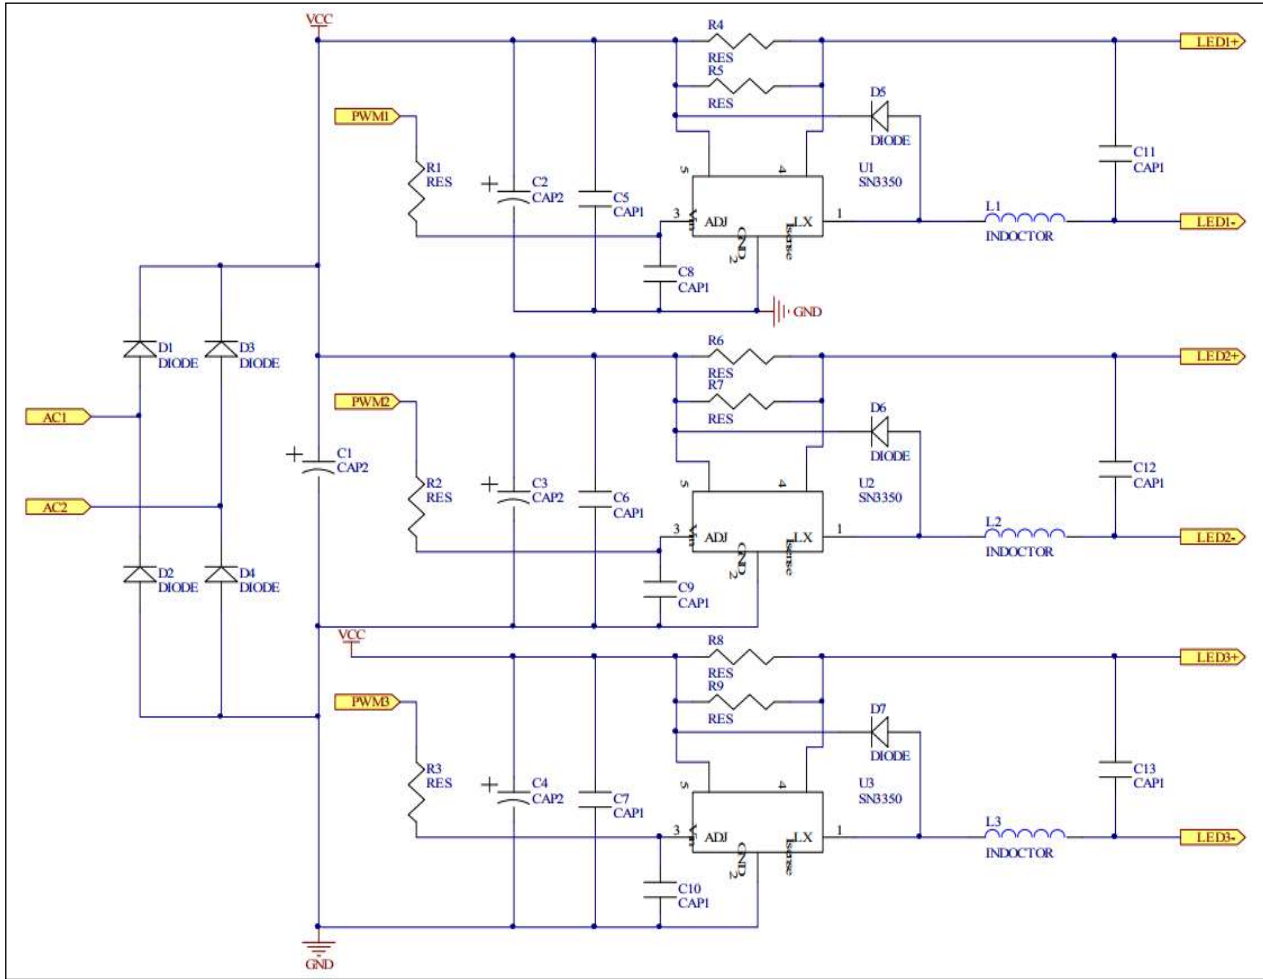 VCC
R4
RES
LED1+
R5
RES
D5
DIODE
PWM1
R1
RES
C2
CAP2
C5
CAP1
U1
SN3350
C11
CAP1
5
4
3
ADJ
LX
1
Vin
GND
2
Isense
L1
INDOCTOR
LED1-
C8
CAP1
GND
D1
DIODE
D3
DIODE
R6
RES
LED2+
R7
RES
D6
DIODE
PWM2
AC1
C1
CAP2
R2
RES
C3
CAP2
C6
CAP1
U2
SN3350
C12
CAP1
5
4
AC2
3
ADJ
LX
1
Vin
GND
2
Isense
L2
INDOCTOR
LED2-
D2
DIODE
D4
DIODE
C9
CAP1
VCC
R8
RES
LED3+
R9
RES
D7
DIODE
PWM3
R3
RES
C4
CAP2
C7
CAP1
U3
SN3350
C13
CAP1
5
4
3
ADJ
LX
1
Vin
GND
2
Isense
L3
INDOCTOR
LED3-
C10
CAP1
GND